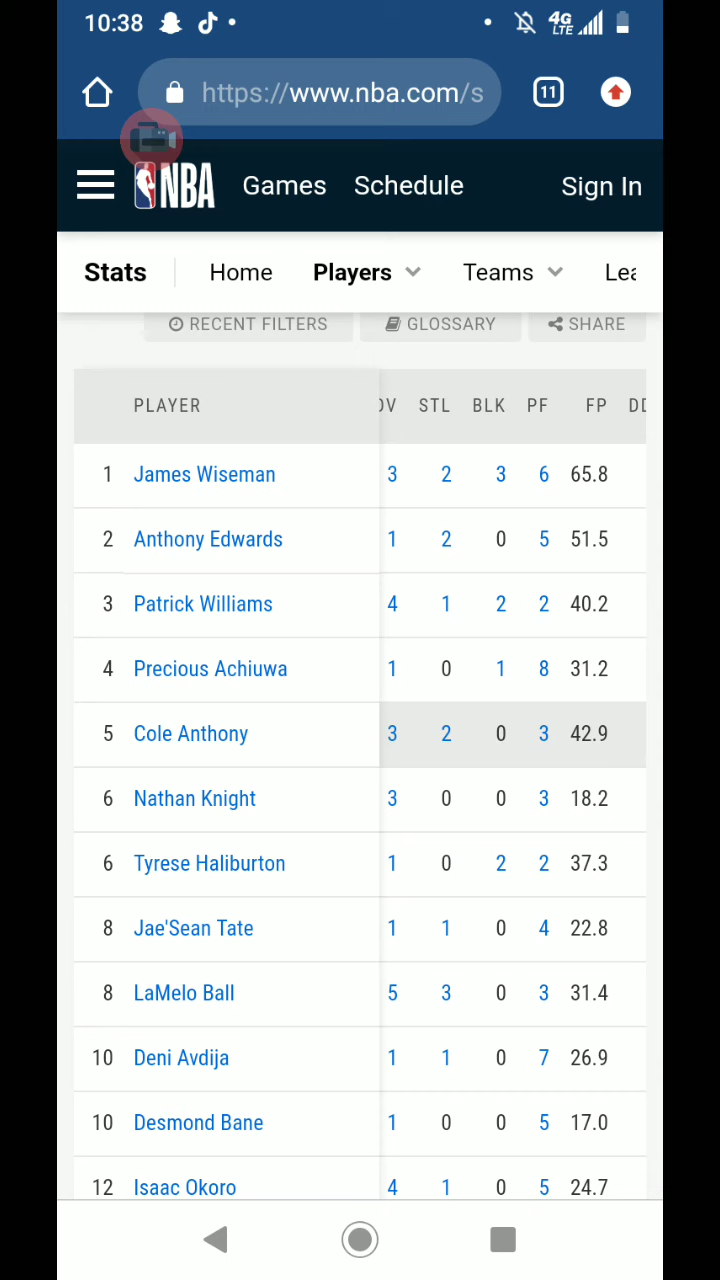 10:38
4G LTE
https://www.nba.com/s 11
NBA Games Schedule Sign In
Stats Home Players Teams Lea
RECENT FILTERS GLOSSARY SHARE
PLAYER OV STL BLK PF FP DD
1 James Wiseman 3 2 3 6 65.8
2 Anthony Edwards 1 2 0 5 51.5
3 Patrick Williams 4 1 2 2 40.2
4 Precious Achiuwa 1 0 1 8 31.2
5 Cole Anthony 3 2 0 3 42.9
6 Nathan Knight 3 0 0 3 18.2
6 Tyrese Haliburton 1 0 2 2 37.3
8 Jae'Sean Tate 1 1 0 4 22.8
8 LaMelo Ball 5 3 0 3 31.4
10 Deni Avdija 1 1 0 7 26.9
10 Desmond Bane 1 0 0 5 17.0
12 Isaac Okoro 4 1 0 5 24.7